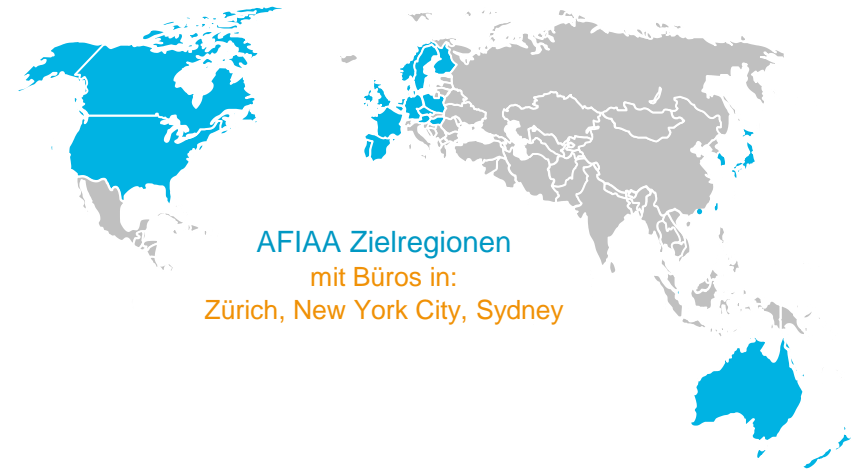 AFIAA Zielregionen
mit Büros in:
Zürich, New York City, Sydney